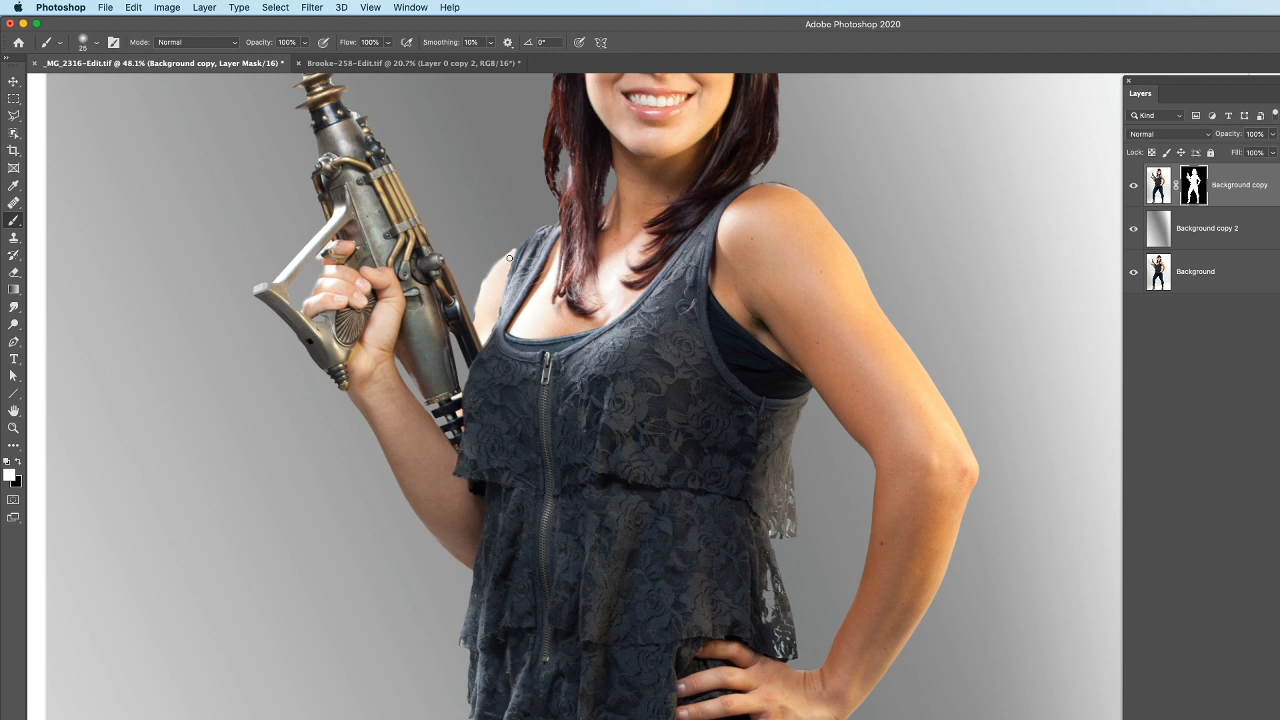 Photoshop File Edit Image Layer Type Select Filter 3D View Window Help
Adobe Photoshop 2020
25 Mode: Normal Opacity: 100% Flow: 100% Smoothing: 10% 0°
_MG_2316-Edit.tif @ 48.1% (Background copy, Layer Mask/16) * Brooke-258-Edit.tif @ 20.7% (Layer 0 copy 2, RGB/16*) *
Layers
Kind
Normal Opacity: 100%
Lock: Fill: 100%
Background copy
Background copy 2
Background